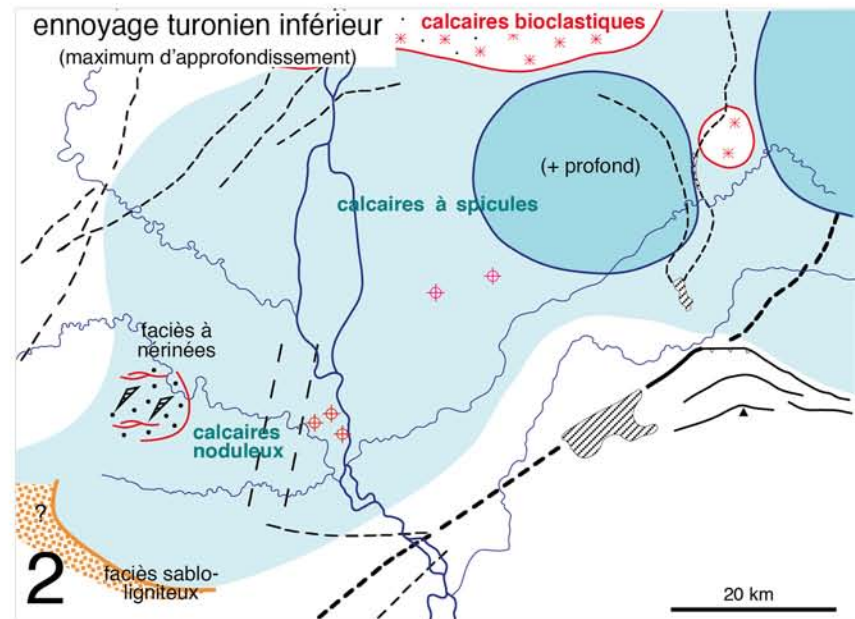 ennoyage turonien inférieur
(maximum d'approfondissement)
calcaires bioclastiques
(+ profond)
calcaires à spicules
faciès à
nérinées
calcaires
noduleux
?
2
faciès sablo-
ligniteux
20 km